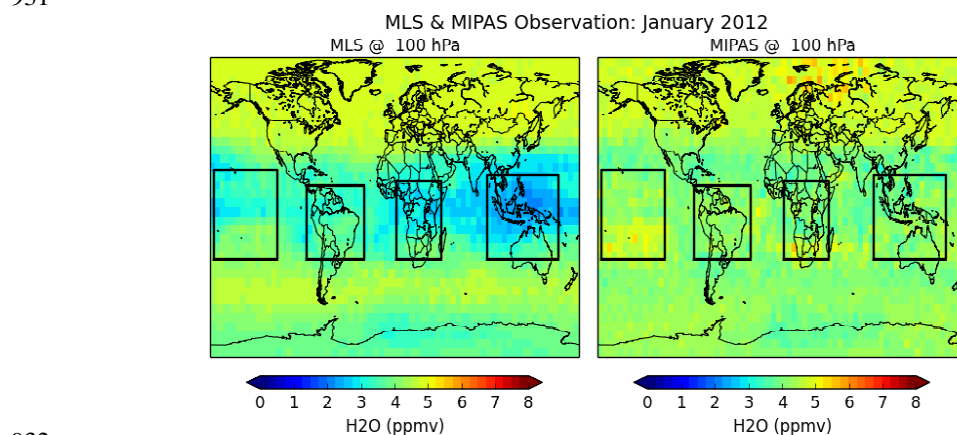 MLS & MIPAS Observation: January 2012
MLS @ 100 hPa
MIPAS @ 100 hPa
0 1 2 3 4 5 6 7 8
0 1 2 3 4 5 6 7 8
H2O (ppmv)
H2O (ppmv)